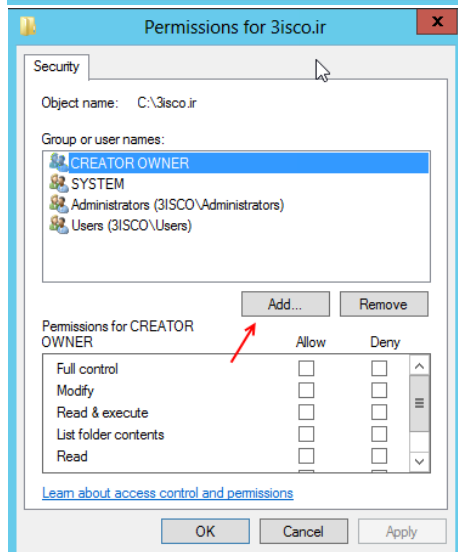 Permissions for 3isco.ir
x
Security
Object name: C:\3isco.ir
Group or user names:
CREATOR OWNER
SYSTEM
Administrators (3ISCO\Administrators)
Users (3ISCO\Users)
Add... Remove
Permissions for CREATOR
OWNER Allow Deny
Full control
Modify
Read & execute
List folder contents
Read
Learn about access control and permissions
OK Cancel Apply